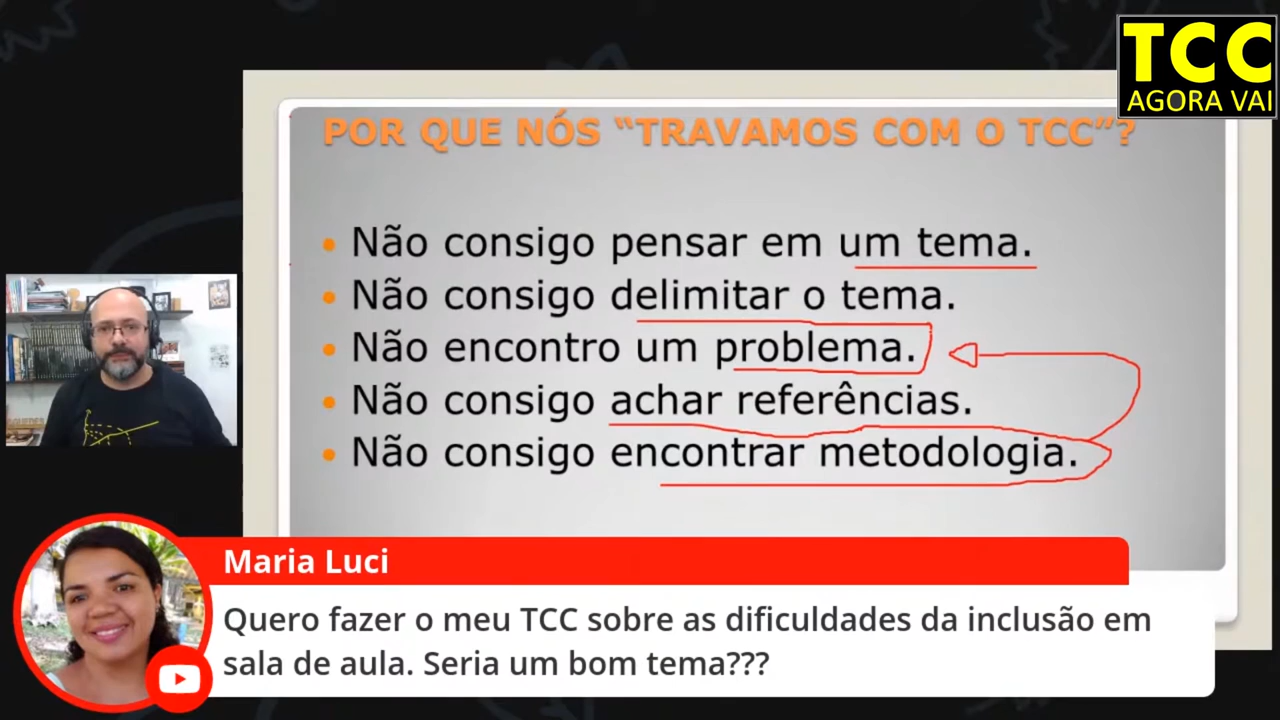 TCC
AGORA VAI
POR QUE NÓS “TRAVAMOS COM O TCC”?
• Não consigo pensar em um tema.
• Não consigo delimitar o tema.
• Não encontro um problema.
• Não consigo achar referências.
• Não consigo encontrar metodologia.
Maria Luci
Quero fazer o meu TCC sobre as dificuldades da inclusão em
sala de aula. Seria um bom tema???